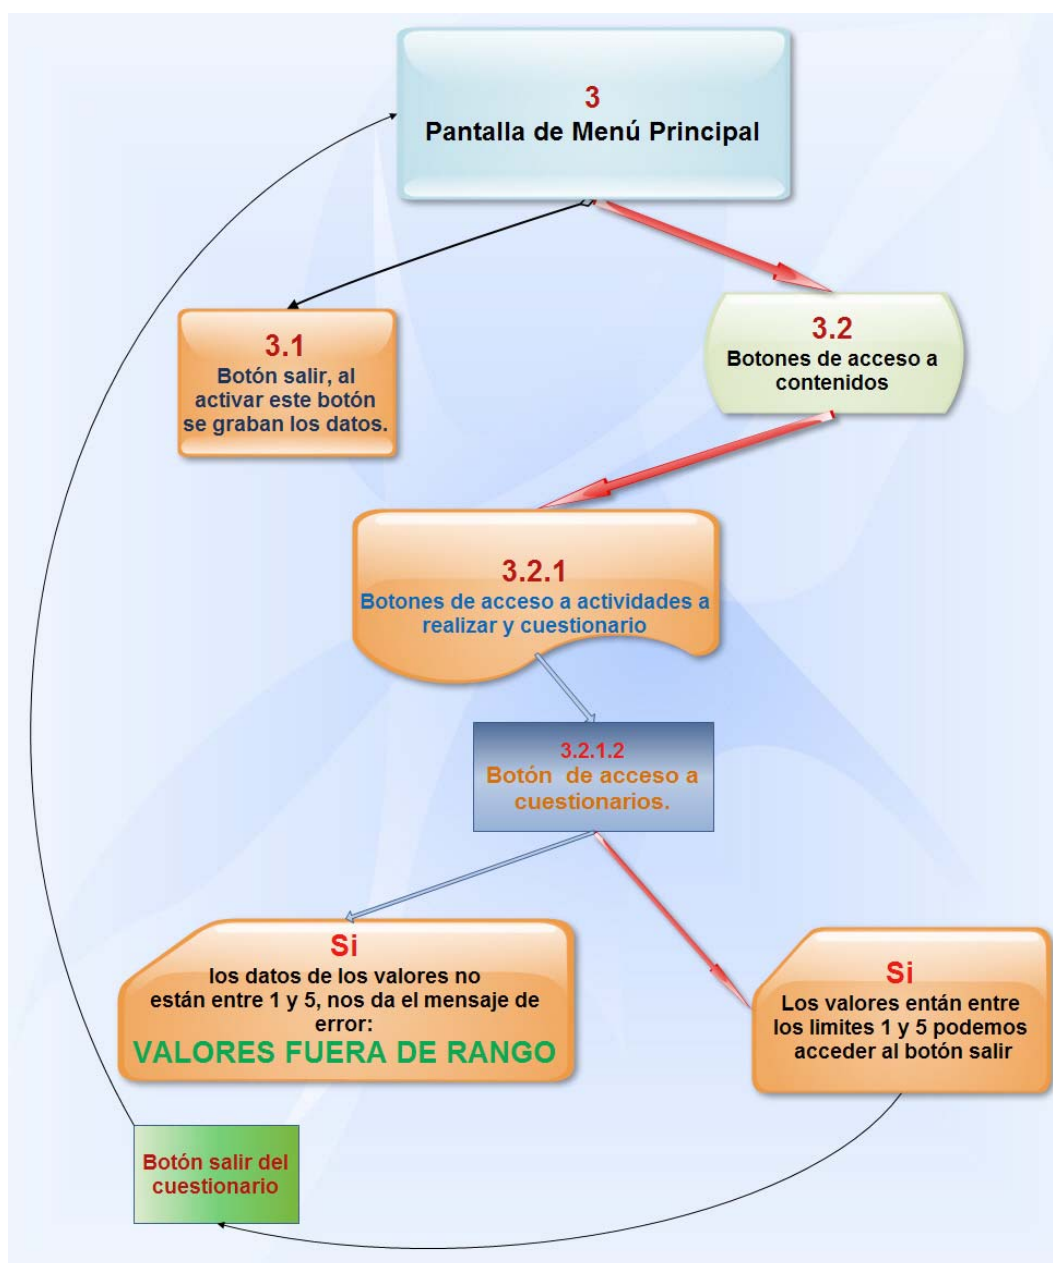 3
Pantalla de Menú Principal
3.1
Botón salir, al
activar este botón
se graban los datos.
3.2
Botones de acceso a
contenidos
3.2.1
Botones de acceso a actividades a
realizar y cuestionario
3.2.1.2
Botón de acceso a
cuestionarios.
Si
los datos de los valores no
están entre 1 y 5, nos da el mensaje de
error:
VALORES FUERA DE RANGO
Si
Los valores entán entre
los limites 1 y 5 podemos
acceder al botón salir
Botón salir del
cuestionario